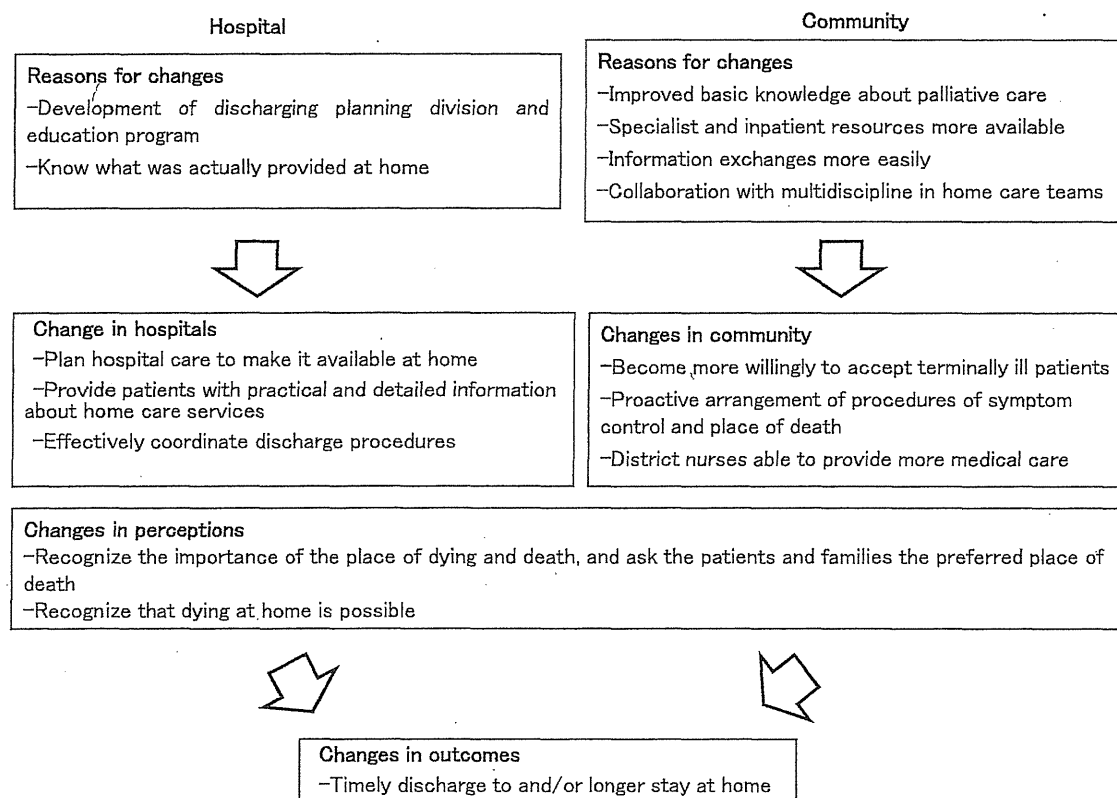 Hospital
Reasons for changes
-Development of discharging planning division and
education program
-Know what was actually provided at home
Community
Reasons for changes
-Improved basic knowledge about palliative care
-Specialist and inpatient resources more available
-Information exchanges more easily
-Collaboration with multidiscipline in home care teams
Change in hospitals
-Plan hospital care to make it available at home
-Provide patients with practical and detailed information
about home care services
-Effectively coordinate discharge procedures
Changes in community
-Become more willingly to accept terminally ill patients
-Proactive arrangement of procedures of symptom
control and place of death
-District nurses able to provide more medical care
Changes in perceptions
-Recognize the importance of the place of dying and death, and ask the patients and families the preferred place of
death
-Recognize that dying at home is possible
Changes in outcomes
-Timely discharge to and/or longer stay at home